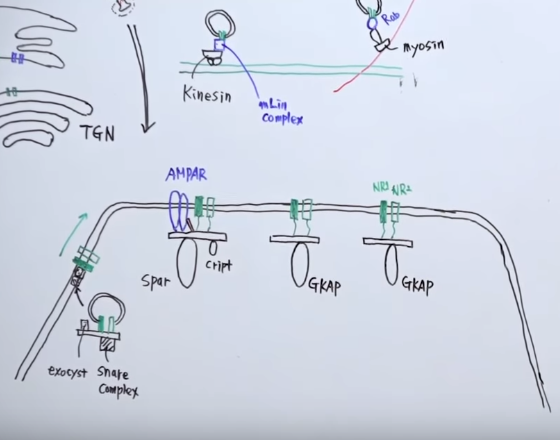 Rab
myosin
Kinesin
mLin
complex
TGN
AMPAR
NR1 NR2
Spar
Cript
GKAP
GKAP
exocyst
Snare
Complex